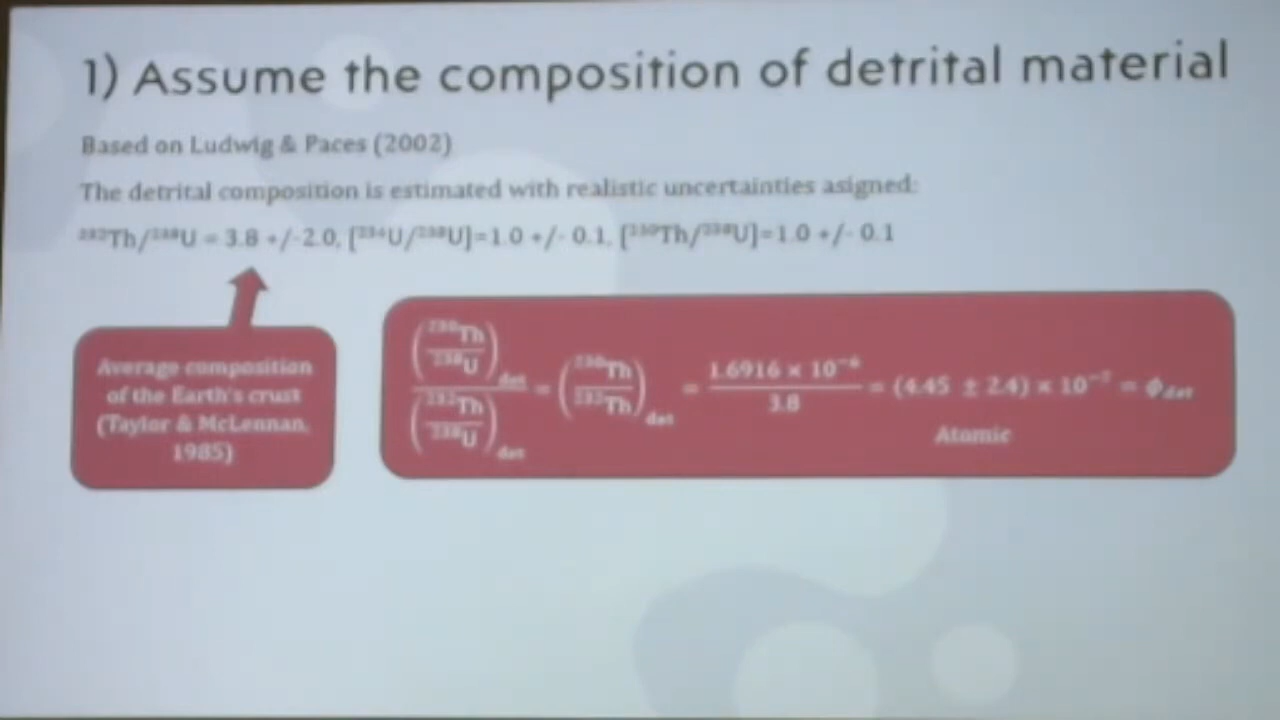 1) Assume the composition of detrital material
Based on Ludwig & Paces (2002)
The detrital composition is estimated with realistic uncertainties asigned:
²³²Th/²³⁸U = 3.8 +/- 2.0, [²³⁴U/²³⁸U]=1.0 +/- 0.1, [²³⁰Th/²³⁸U]=1.0 +/- 0.1
Average composition
of the Earth's crust
(Taylor & McLennan,
1985)
(²³⁰Th/²³⁸U)det / (²³²Th/²³⁸U)det = (²³⁰Th/²³²Th)det = 1.6916 × 10⁻⁵ / 3.8 = (4.45 ± 2.4) × 10⁻⁶ = ϕdet
Atomic